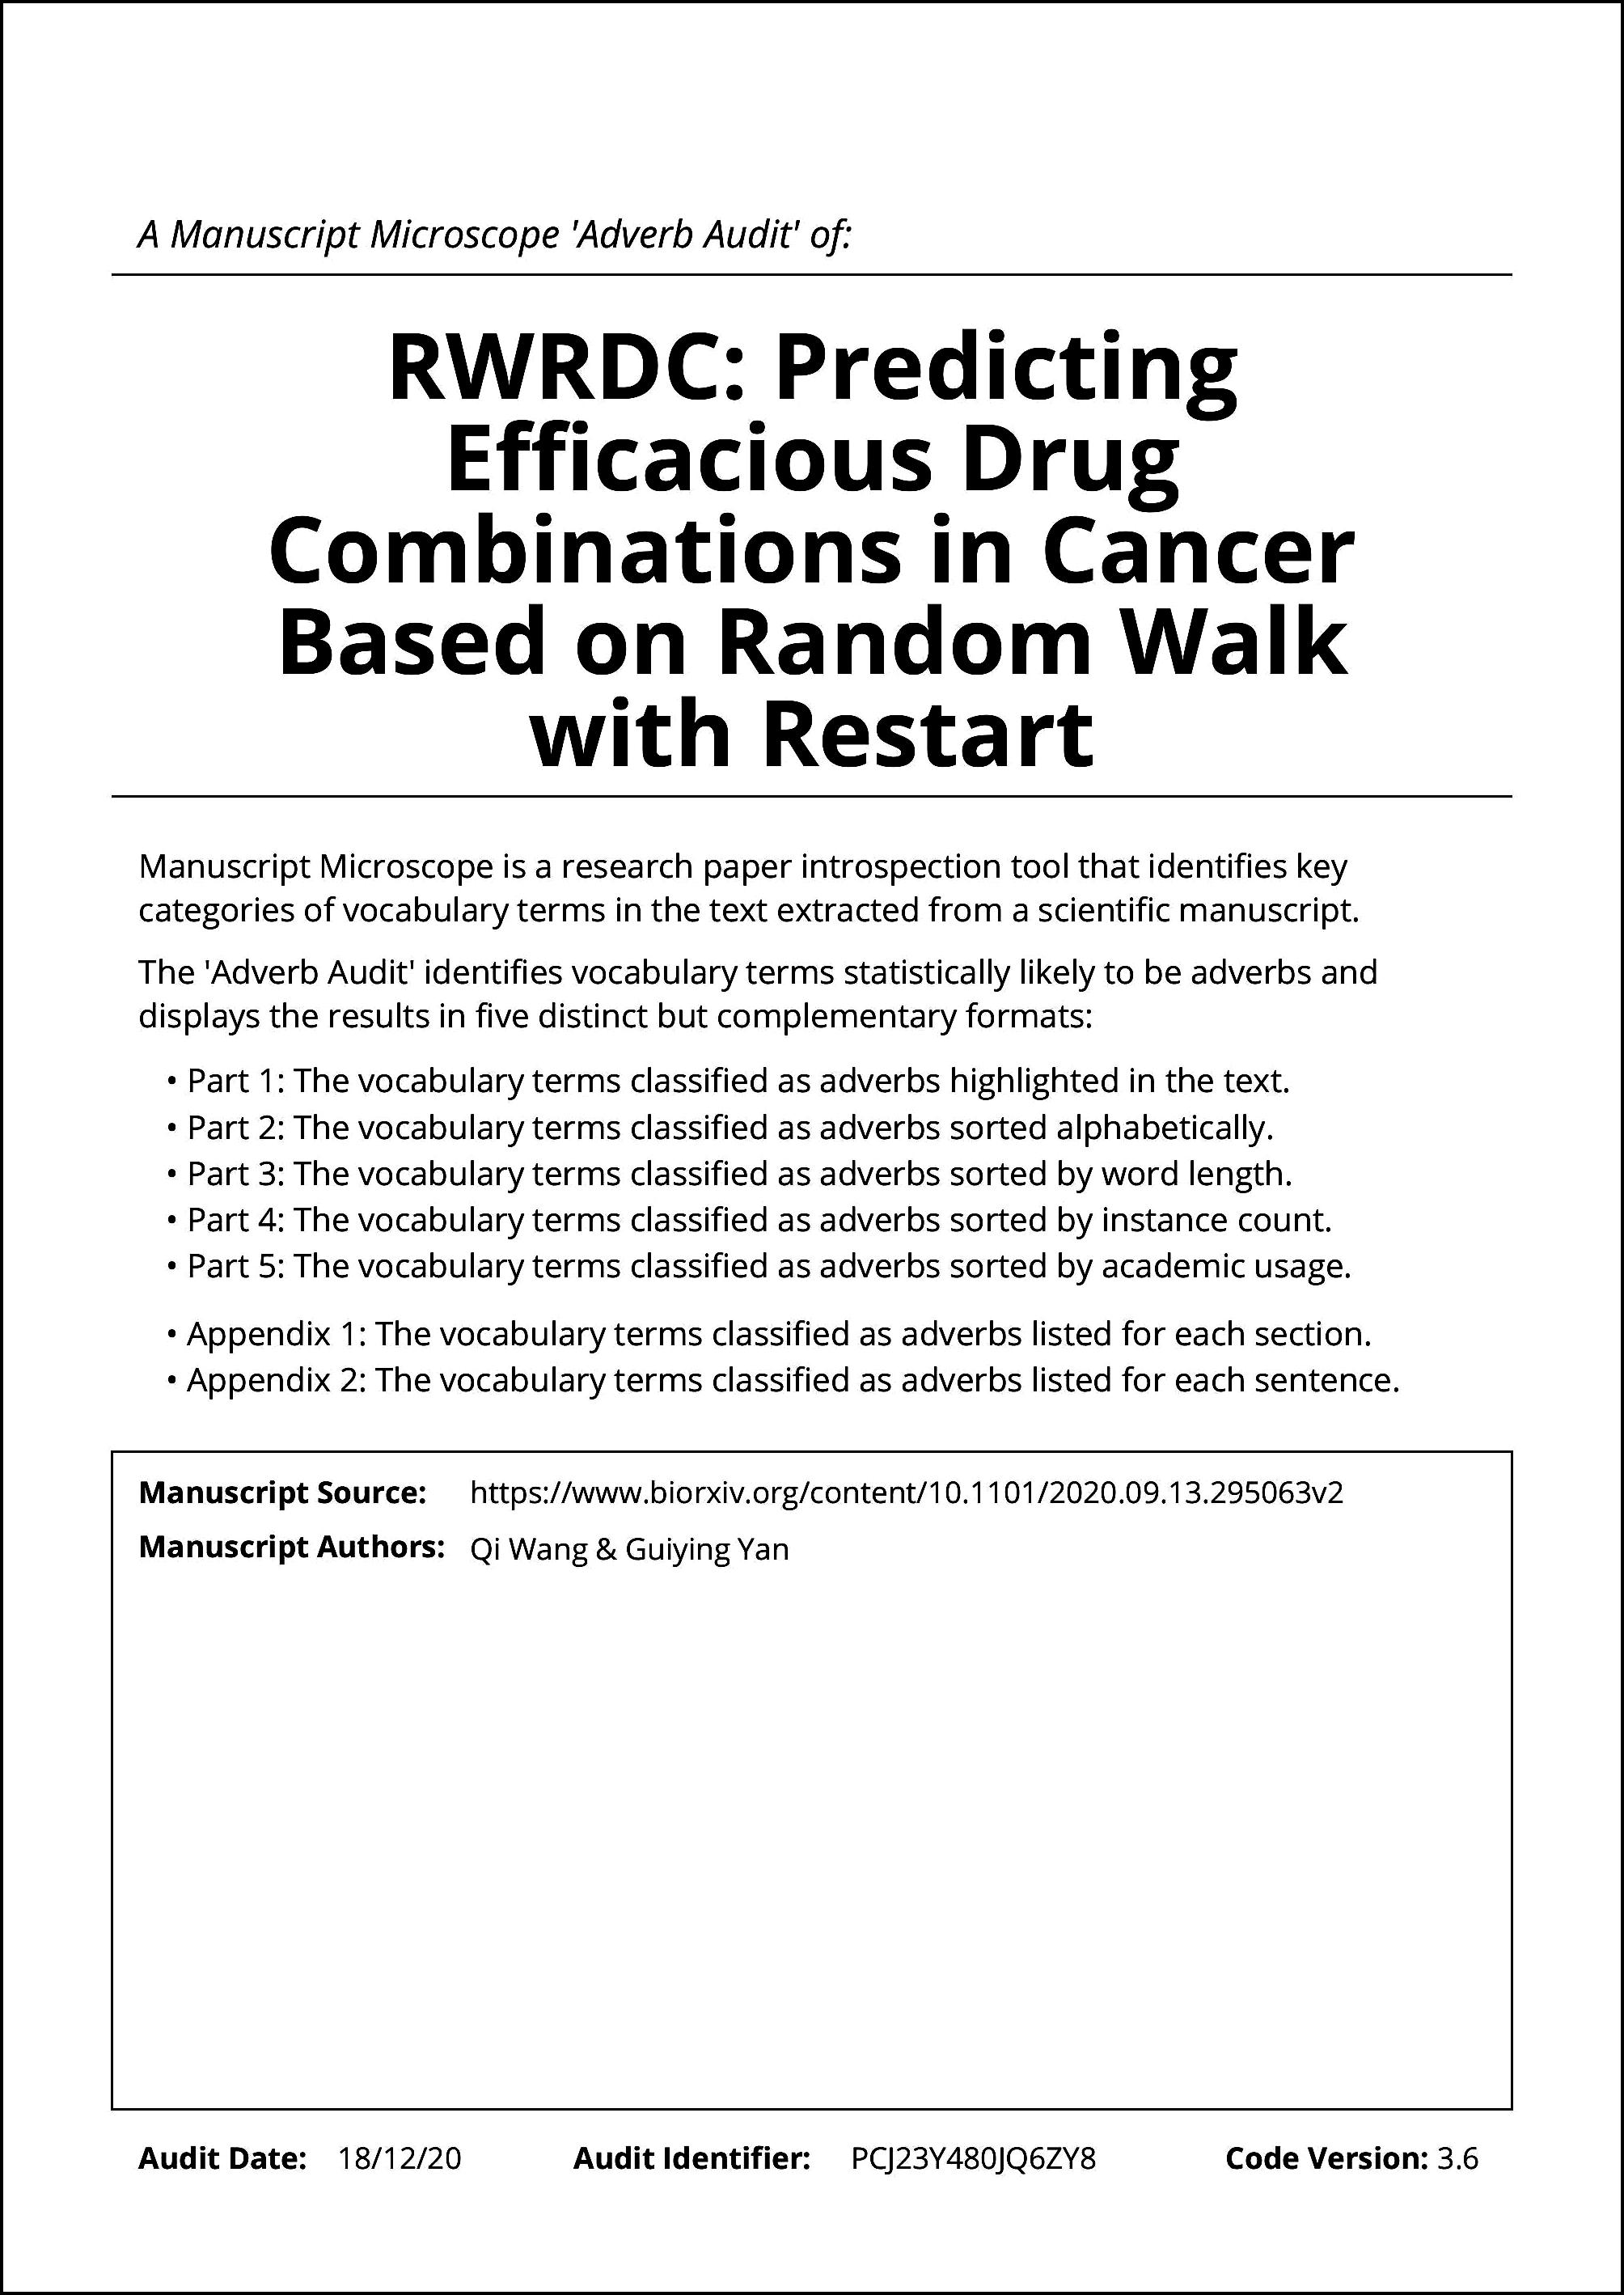 A Manuscript Microscope 'Adverb Audit' of:
RWRDC: Predicting
Efficacious Drug
Combinations in Cancer
Based on Random Walk
with Restart
Manuscript Microscope is a research paper introspection tool that identifies key
categories of vocabulary terms in the text extracted from a scientific manuscript.
The 'Adverb Audit' identifies vocabulary terms statistically likely to be adverbs and
displays the results in five distinct but complementary formats:
• Part 1: The vocabulary terms classified as adverbs highlighted in the text.
• Part 2: The vocabulary terms classified as adverbs sorted alphabetically.
• Part 3: The vocabulary terms classified as adverbs sorted by word length.
• Part 4: The vocabulary terms classified as adverbs sorted by instance count.
• Part 5: The vocabulary terms classified as adverbs sorted by academic usage.
• Appendix 1: The vocabulary terms classified as adverbs listed for each section.
• Appendix 2: The vocabulary terms classified as adverbs listed for each sentence.
Manuscript Source: https://www.biorxiv.org/content/10.1101/2020.09.13.295063v2
Manuscript Authors: Qi Wang & Guiying Yan
Audit Date: 18/12/20 Audit Identifier: PCJ23Y480JQ6ZY8 Code Version: 3.6